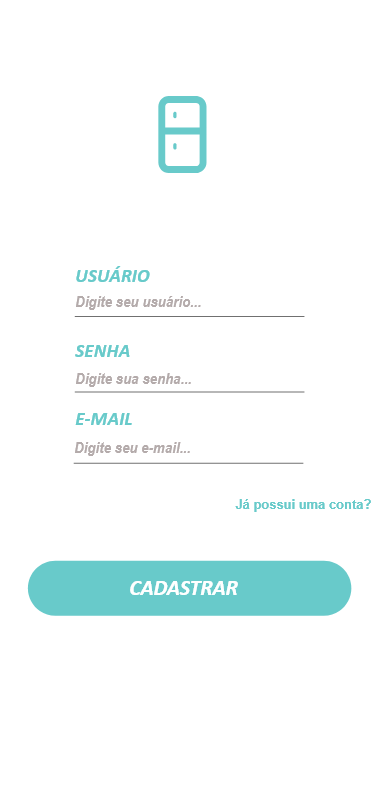 USUÁRIO
Digite seu usuário...
SENHA
Digite sua senha...
E-MAIL
Digite seu e-mail...
Já possui uma conta?
CADASTRAR